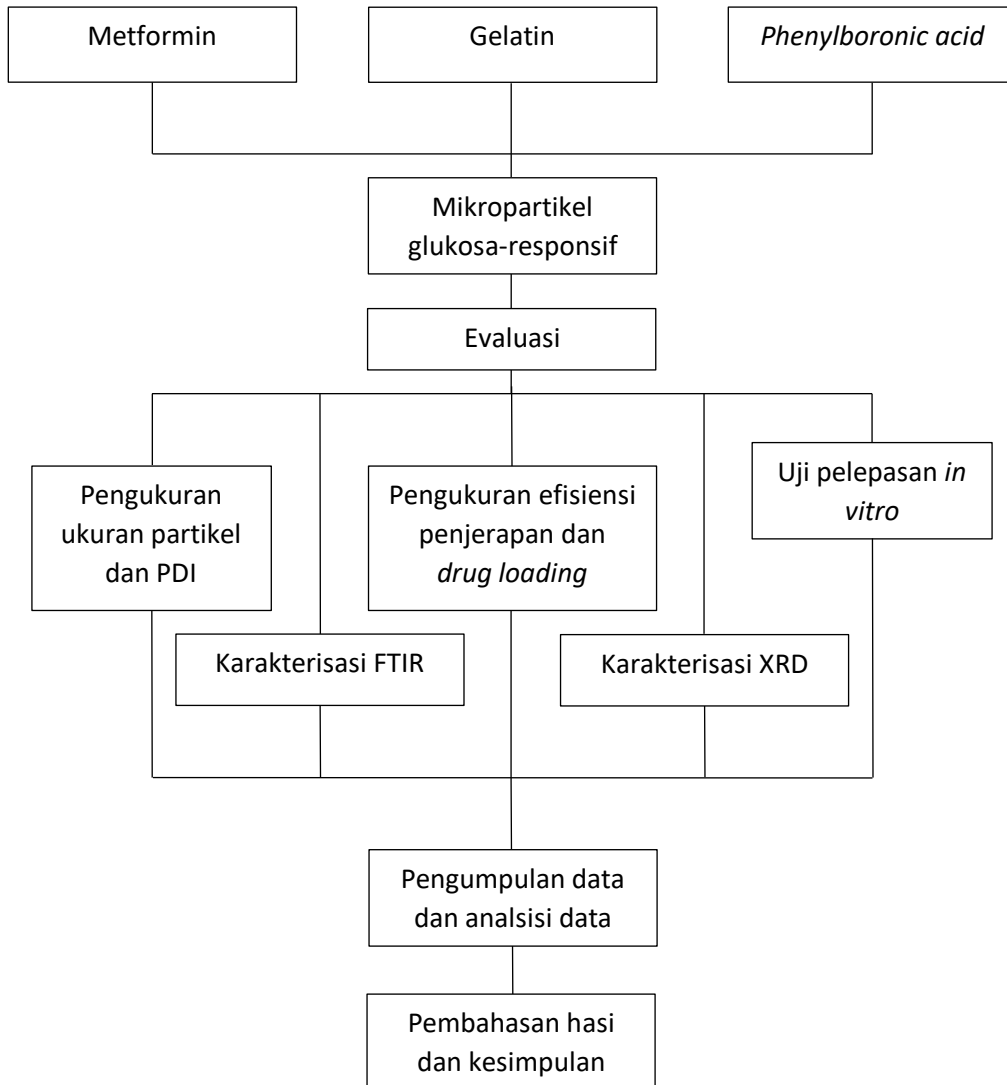 Metformin
Gelatin
Phenylboronic acid
Mikropartikel
glukosa-responsif
Evaluasi
Pengukuran
ukuran partikel
dan PDI
Pengukuran efisiensi
penjerapan dan
drug loading
Uji pelepasan in
vitro
Karakterisasi FTIR
Karakterisasi XRD
Pengumpulan data
dan analsisi data
Pembahasan hasi
dan kesimpulan